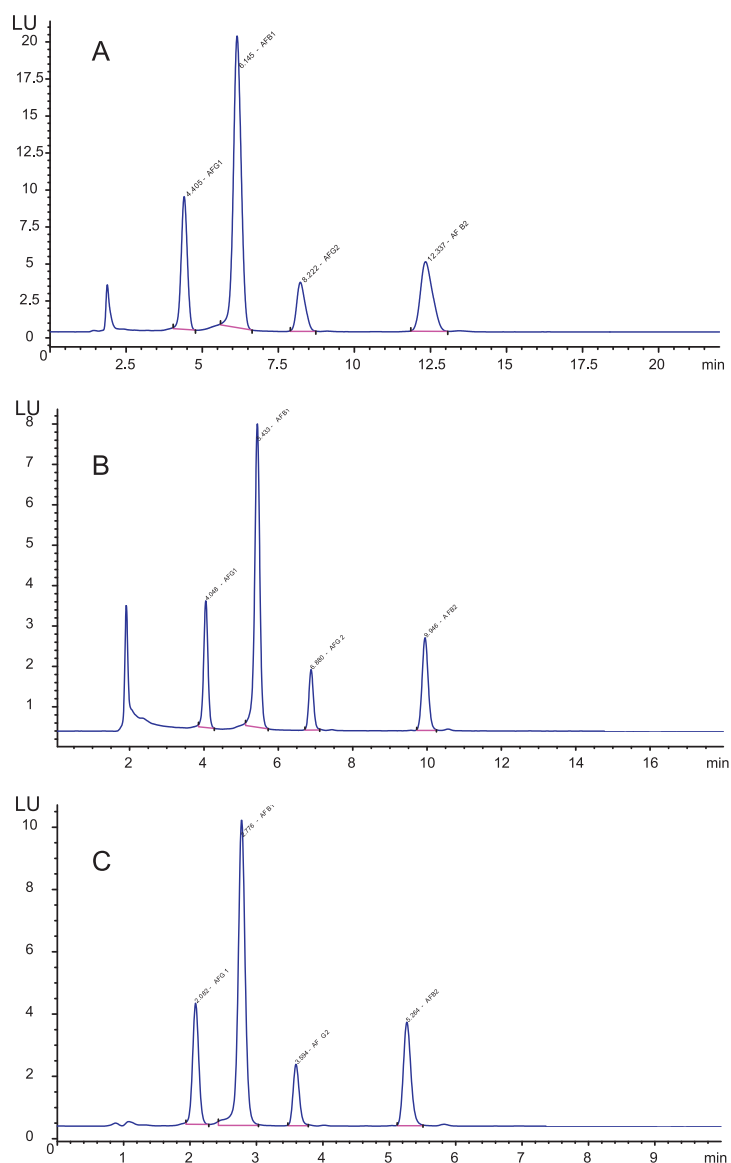 LU
A
20
17.5
15
12.5
10
7.5
5
2.5
0
6.145 - AFB1
4.405 - AFG1
8.222 - AFG2
12.337 - AF B2
0 2.5 5 7.5 10 12.5 15 17.5 20 min
LU
B
8
7
6
5
4
3
2
1
5.433 - AFB1
4.046 - AFG1
6.880 - AFG 2
9.946 - A FB2
2 4 6 8 10 12 14 16 min
LU
C
10
8
6
4
2
0
2.776 - AF B1
2.082 - AFG 1
3.594 - AF G2
5.264 - AFB2
0 1 2 3 4 5 6 7 8 9 min